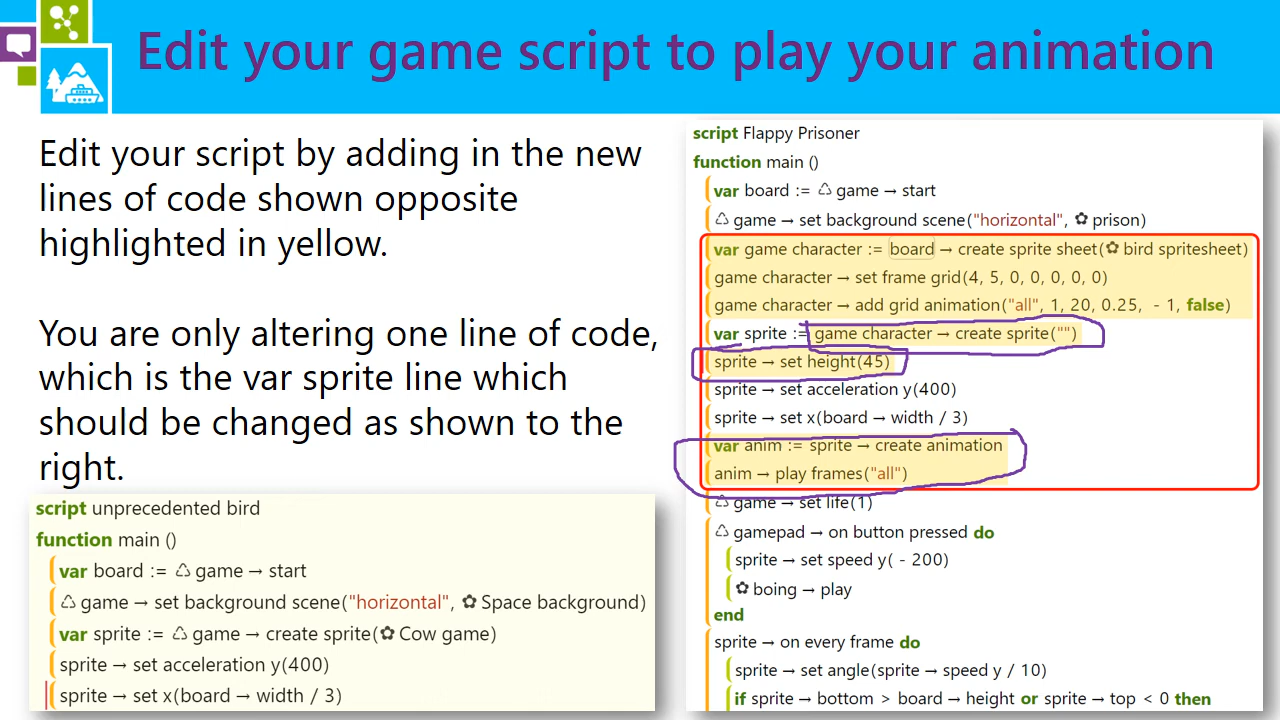 Edit your game script to play your animation
Edit your script by adding in the new
lines of code shown opposite
highlighted in yellow.
You are only altering one line of code,
which is the var sprite line which
should be changed as shown to the
right.
script unprecedented bird
function main ()
var board := ♺ game → start
♺ game → set background scene("horizontal", ✿ Space background)
var sprite := ♺ game → create sprite(✿ Cow game)
sprite → set acceleration y(400)
sprite → set x(board → width / 3)
script Flappy Prisoner
function main ()
var board := ♺ game → start
♺ game → set background scene("horizontal", ✿ prison)
var game character := board → create sprite sheet(✿ bird spritesheet)
game character → set frame grid(4, 5, 0, 0, 0, 0, 0)
game character → add grid animation("all", 1, 20, 0.25, - 1, false)
var sprite := game character → create sprite("")
sprite → set height(45)
sprite → set acceleration y(400)
sprite → set x(board → width / 3)
var anim := sprite → create animation
anim → play frames("all")
♺ game → set life(1)
♺ gamepad → on button pressed do
sprite → set speed y( - 200)
✿ boing → play
end
sprite → on every frame do
sprite → set angle(sprite → speed y / 10)
if sprite → bottom > board → height or sprite → top < 0 then